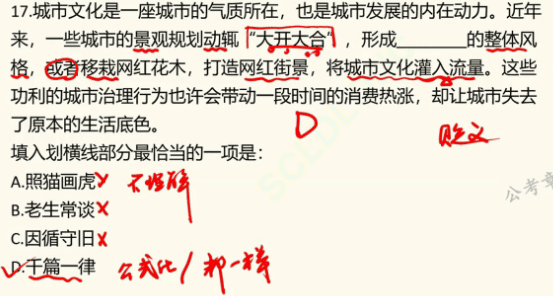 17.城市文化是一座城市的气质所在，也是城市发展的内在动力。近年
来，一些城市的景观规划动辄“大开大合”，形成________的整体风
格，或者移栽网红花木，打造网红街景，将城市文化灌入流量。这些
功利的城市治理行为也许会带动一段时间的消费热涨，却让城市失去
了原本的生活底色。
D
贬义
填入划横线部分最恰当的一项是：
A.照猫画虎 不理解
B.老生常谈
公考章
C.因循守旧
D.千篇一律 公式化/都一样